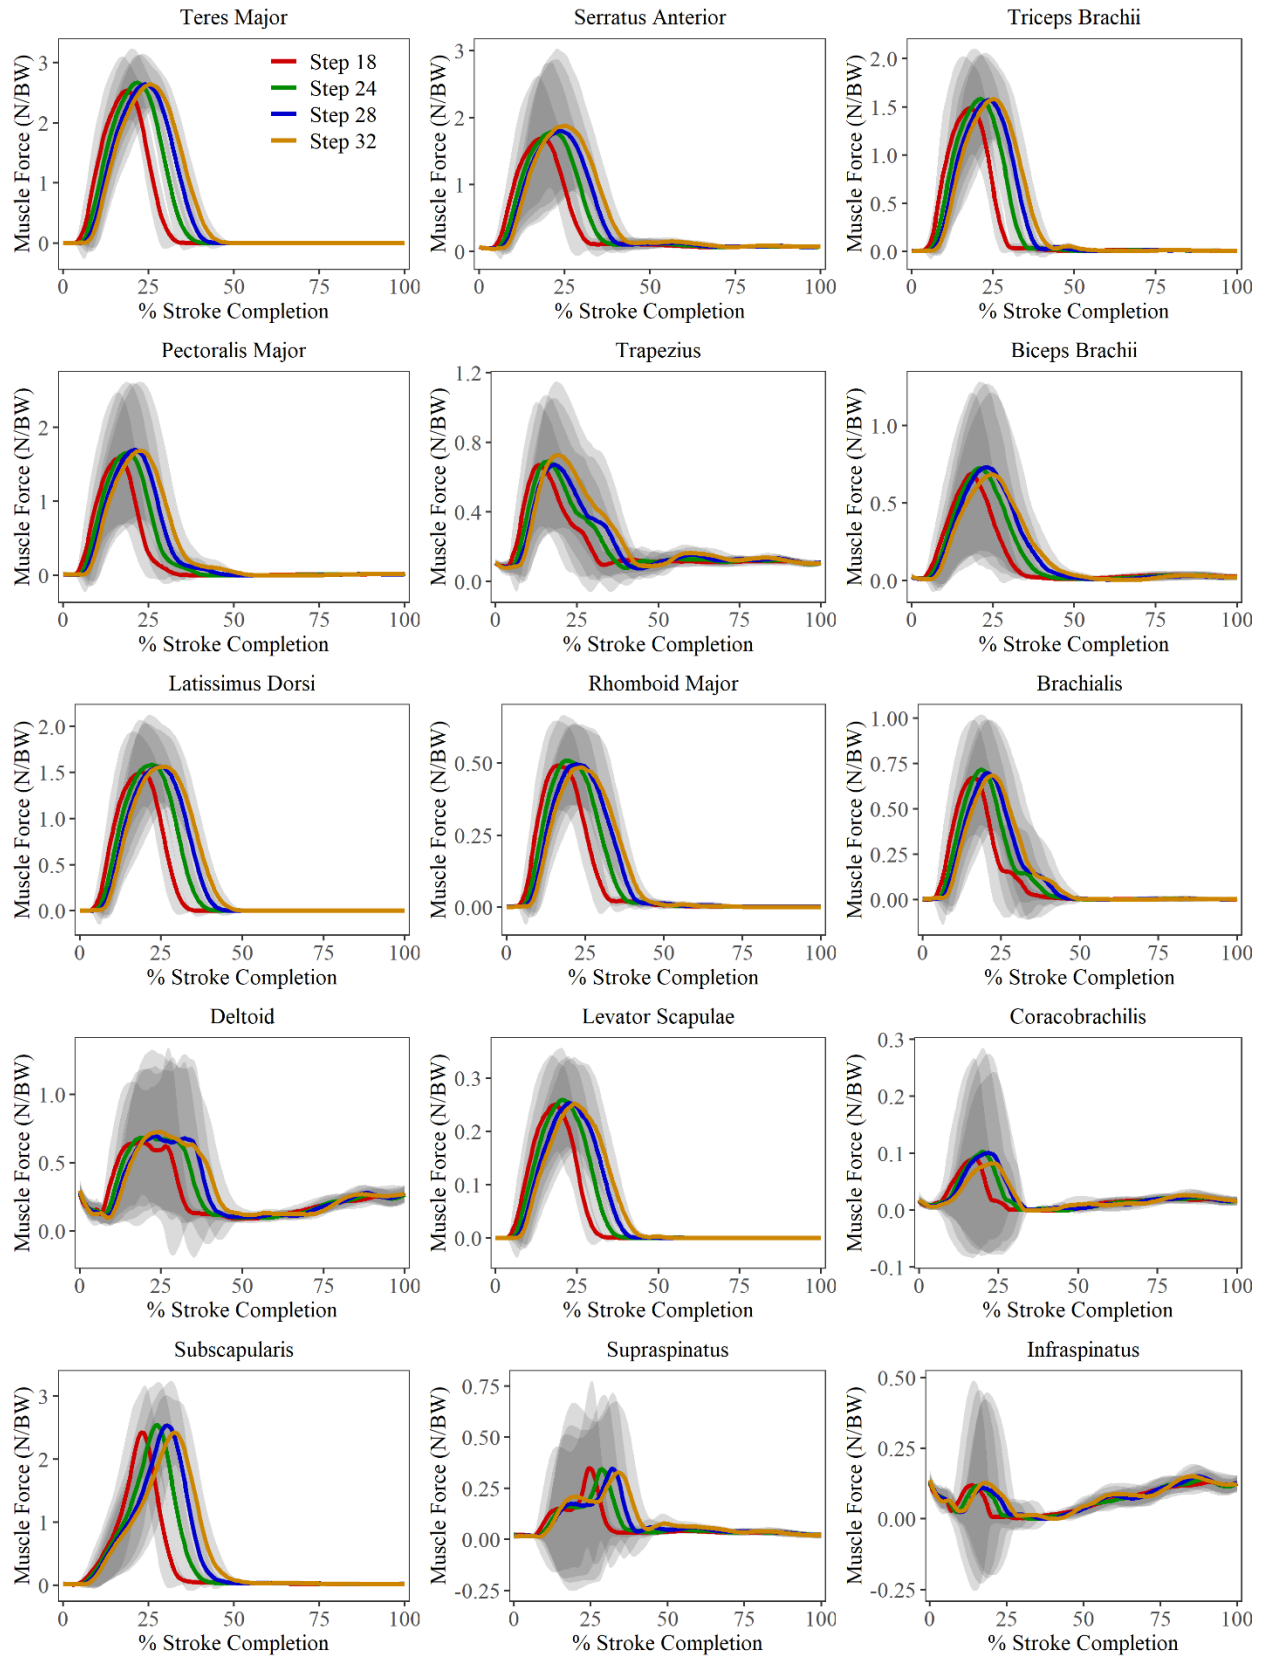 Teres Major
Muscle Force (N/BW)
3
2
1
0
Step 18
Step 24
Step 28
Step 32
0 25 50 75 100
% Stroke Completion
Serratus Anterior
Muscle Force (N/BW)
3
2
1
0
0 25 50 75 100
% Stroke Completion
Triceps Brachii
Muscle Force (N/BW)
2.0
1.5
1.0
0.5
0.0
0 25 50 75 100
% Stroke Completion
Pectoralis Major
Muscle Force (N/BW)
2
1
0
0 25 50 75 100
% Stroke Completion
Trapezius
Muscle Force (N/BW)
1.2
0.8
0.4
0.0
0 25 50 75 100
% Stroke Completion
Biceps Brachii
Muscle Force (N/BW)
1.0
0.5
0.0
0 25 50 75 100
% Stroke Completion
Latissimus Dorsi
Muscle Force (N/BW)
2.0
1.5
1.0
0.5
0.0
0 25 50 75 100
% Stroke Completion
Rhomboid Major
Muscle Force (N/BW)
0.50
0.25
0.00
0 25 50 75 100
% Stroke Completion
Brachialis
Muscle Force (N/BW)
1.00
0.75
0.50
0.25
0.00
0 25 50 75 100
% Stroke Completion
Deltoid
Muscle Force (N/BW)
1.0
0.5
0.0
0 25 50 75 100
% Stroke Completion
Levator Scapulae
Muscle Force (N/BW)
0.3
0.2
0.1
0.0
0 25 50 75 100
% Stroke Completion
Coracobrachilis
Muscle Force (N/BW)
0.3
0.2
0.1
0.0
-0.1
0 25 50 75 100
% Stroke Completion
Subscapularis
Muscle Force (N/BW)
3
2
1
0
0 25 50 75 100
% Stroke Completion
Supraspinatus
Muscle Force (N/BW)
0.75
0.50
0.25
0.00
-0.25
0 25 50 75 100
% Stroke Completion
Infraspinatus
Muscle Force (N/BW)
0.50
0.25
0.00
-0.25
0 25 50 75 100
% Stroke Completion